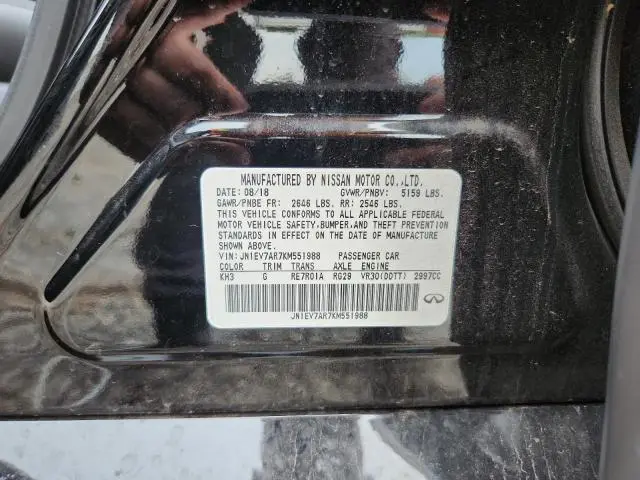 MANUFACTURED BY NISSAN MOTOR CO.,LTD.
DATE: 08/18 GVWR/PNBV: 5159 LBS.
GAWR/PNBE FR: 2646 LBS. RR: 2546 LBS.
THIS VEHICLE CONFORMS TO ALL APPLICABLE FEDERAL
MOTOR VEHICLE SAFETY,BUMPER,AND THEFT PREVENTION
STANDARDS IN EFFECT ON THE DATE OF MANUFACTURE
SHOWN ABOVE.
VIN: JN1EV7AR7KM551988 PASSENGER CAR
COLOR TRIM TRANS AXLE ENGINE
KH3 G RE7R01A RG29 VR30(DDTT) 2997CC
JN1EV7AR7KM551988